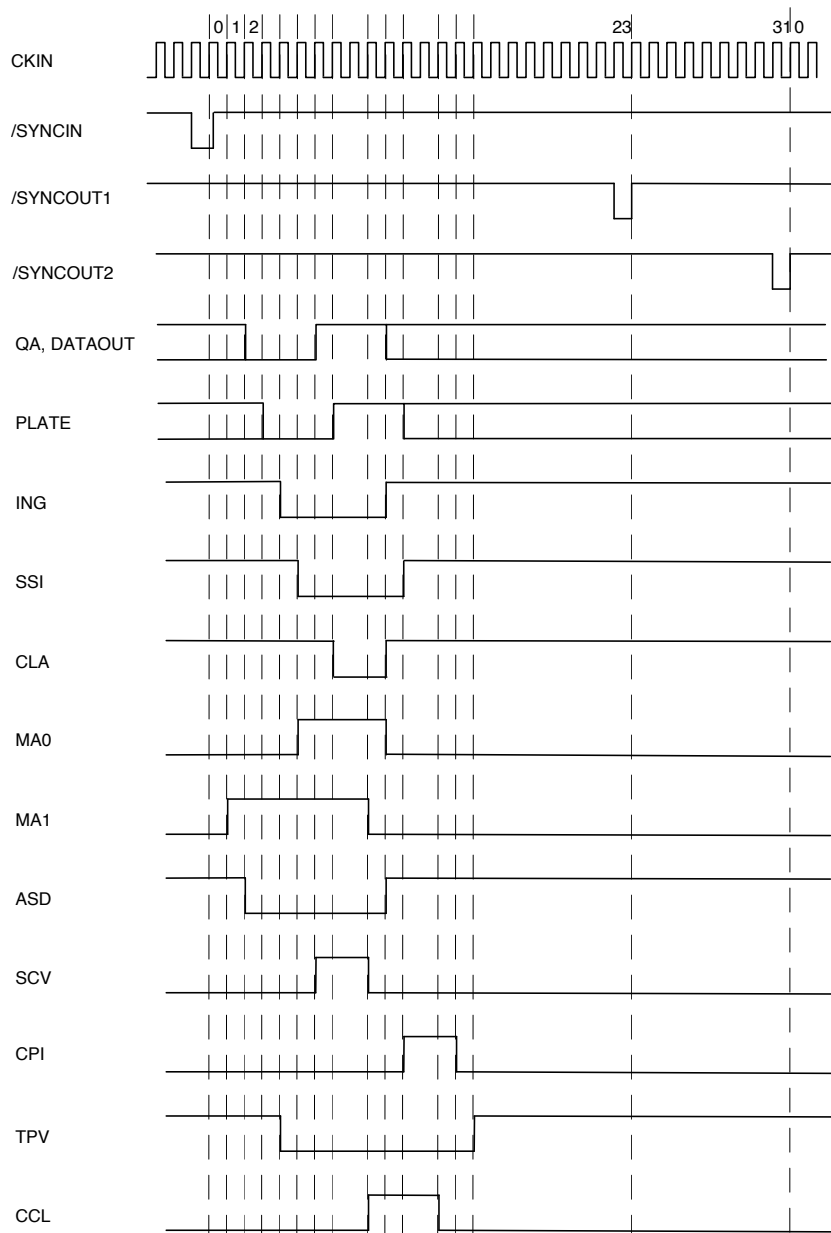 0 1 2 23 31 0
CKIN
/SYNCIN
/SYNCOUT1
/SYNCOUT2
QA, DATAOUT
PLATE
ING
SSI
CLA
MA0
MA1
ASD
SCV
CPI
TPV
CCL